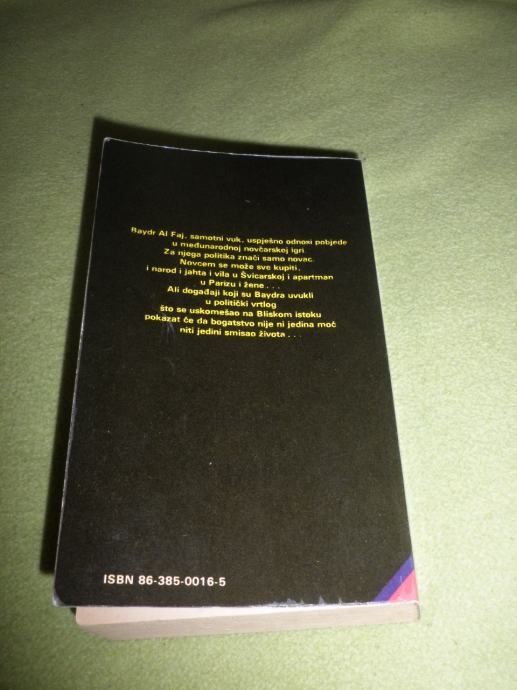 Baydr Al Faj, samotni vuk, uspješno odnosi pobjede
u međunarodnoj novčarskoj igri.
Za njega politika znači samo novac.
Novcem se može sve kupiti,
i narod i jahta i vila u Švicarskoj i apartman
u Parizu i žene . . .
Ali događaji koji su Baydra uvukli
u politički vrtlog
što se uskomešao na Bliskom istoku
pokazat će da bogatstvo nije ni jedina moć
niti jedini smisao života . . .
ISBN 86-385-0016-5